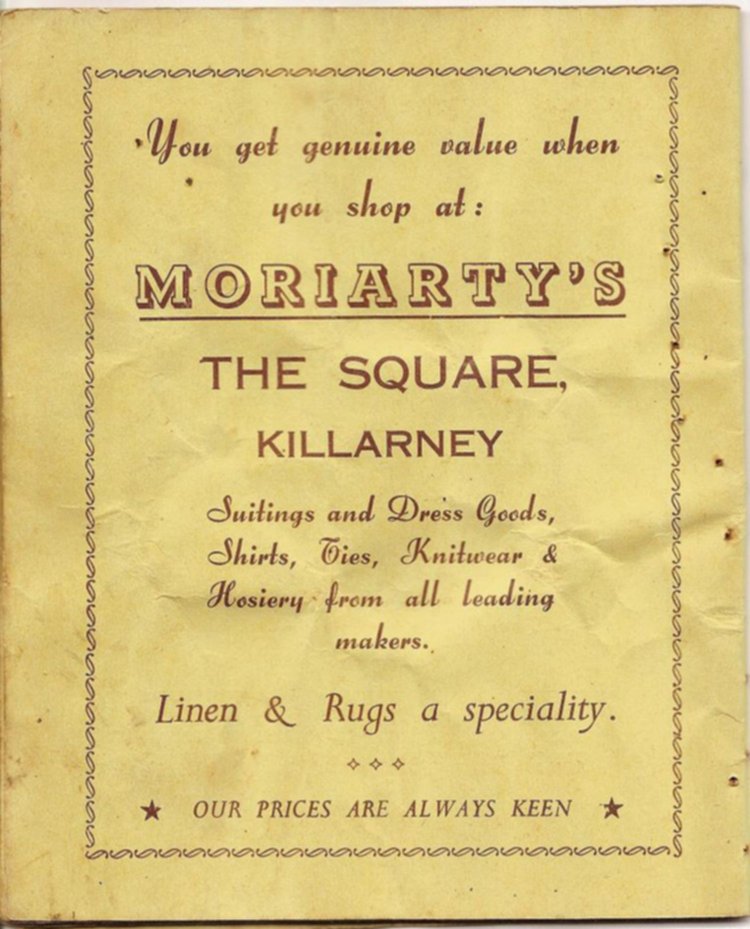 You get genuine value when
you shop at:
MORIARTY'S
THE SQUARE,
KILLARNEY
Suitings and Dress Goods,
Shirts, Ties, Knitwear &
Hosiery from all leading
makers.
Linen & Rugs a speciality.
★ OUR PRICES ARE ALWAYS KEEN ★